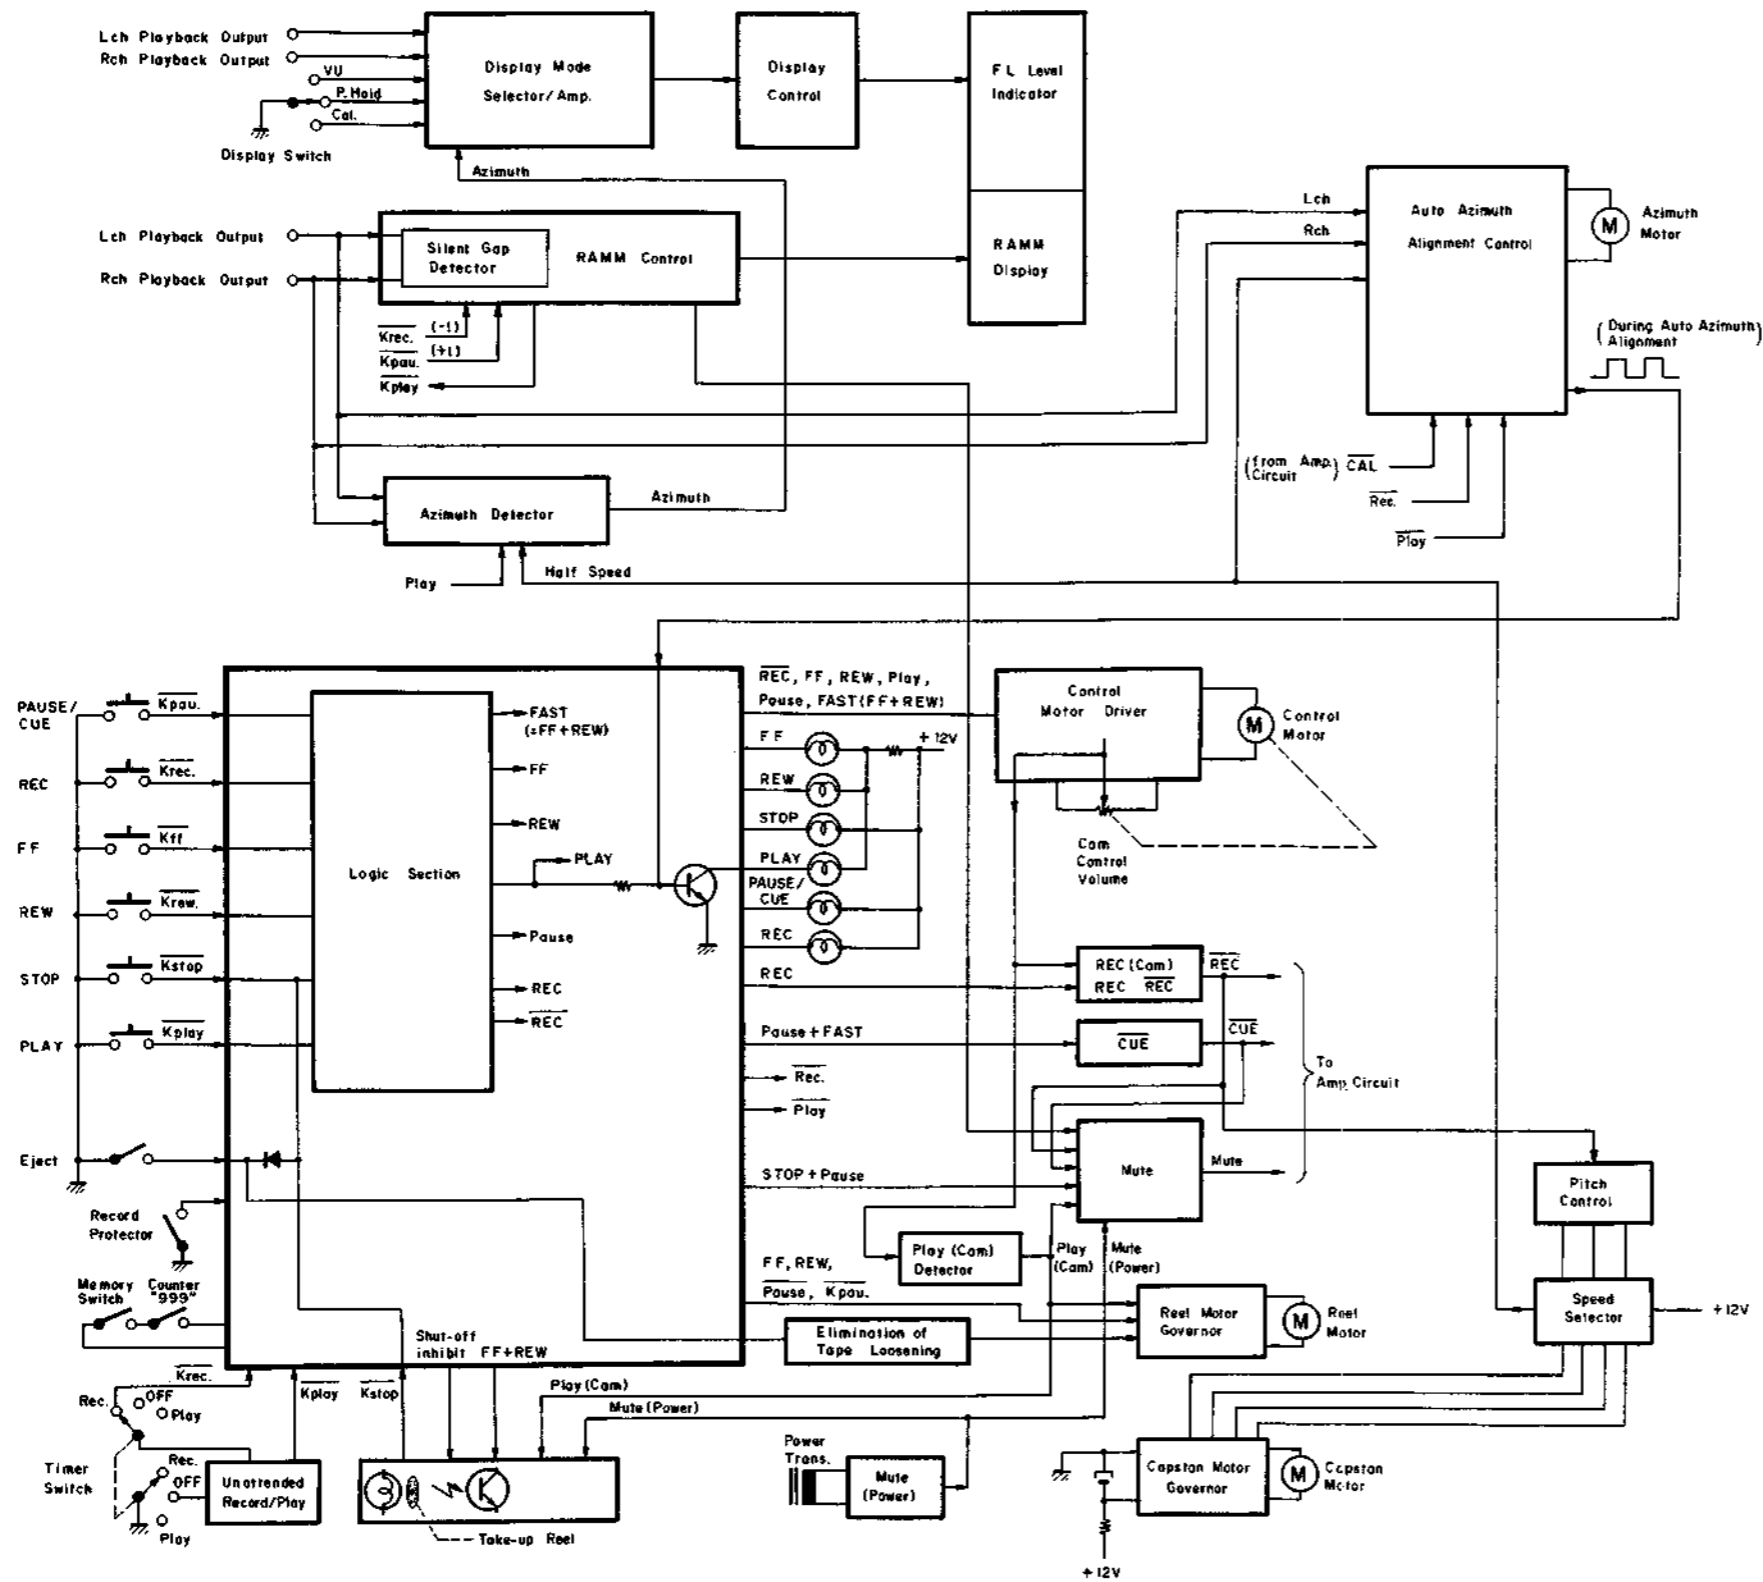 Lch Playback Output
Rch Playback Output
VU
P. Hold
Cal.
Display Switch
Display Mode
Selector/Amp.
Display
Control
FL Level
Indicator
Azimuth
Lch Playback Output
Rch Playback Output
Silent Gap
Detector
RAMM Control
RAMM
Display
Krec. (-1)
Kpau. (+1)
Kplay
Lch
Rch
Auto Azimuth
Alignment Control
M
Azimuth
Motor
(During Auto Azimuth)
Alignment
(from Amp.) CAL
Circuit
Rec.
Play
Azimuth Detector
Azimuth
Play
Half Speed
PAUSE/
CUE
Kpau.
REC
Krec.
FF
Kff
REW
Krew.
STOP
Kstop
PLAY
Kplay
Eject
Record
Protector
Memory
Switch
Counter
"999"
Logic Section
FAST
(=FF+REW)
FF
REW
PLAY
Pause
REC
REC
REC, FF, REW, Play,
Pause, FAST(FF+REW)
FF
+12V
REW
STOP
PLAY
PAUSE/
CUE
REC
REC
Control
Motor Driver
M
Control
Motor
Cam
Control
Volume
REC (Cam)
REC REC
REC
Pause+FAST
CUE
CUE
To
Amp. Circuit
Rec.
Play
STOP+Pause
Mute
Mute
Play (Cam)
Detector
Play
(Cam)
Mute
(Power)
Pitch
Control
FF, REW,
Pause, Kpau.
Elimination of
Tape Loosening
Reel Motor
Governor
M
Reel
Motor
Speed
Selector
+12V
Shut-off
inhibit FF+REW
Krec.
Kplay
Kstop
Play(Cam)
Mute(Power)
Rec.
OFF
Play
Timer
Switch
Rec.
OFF
Play
Unattended
Record/Play
Take-up Reel
Power
Trans.
Mute
(Power)
Capstan Motor
Governor
M
Capstan
Motor
+12V